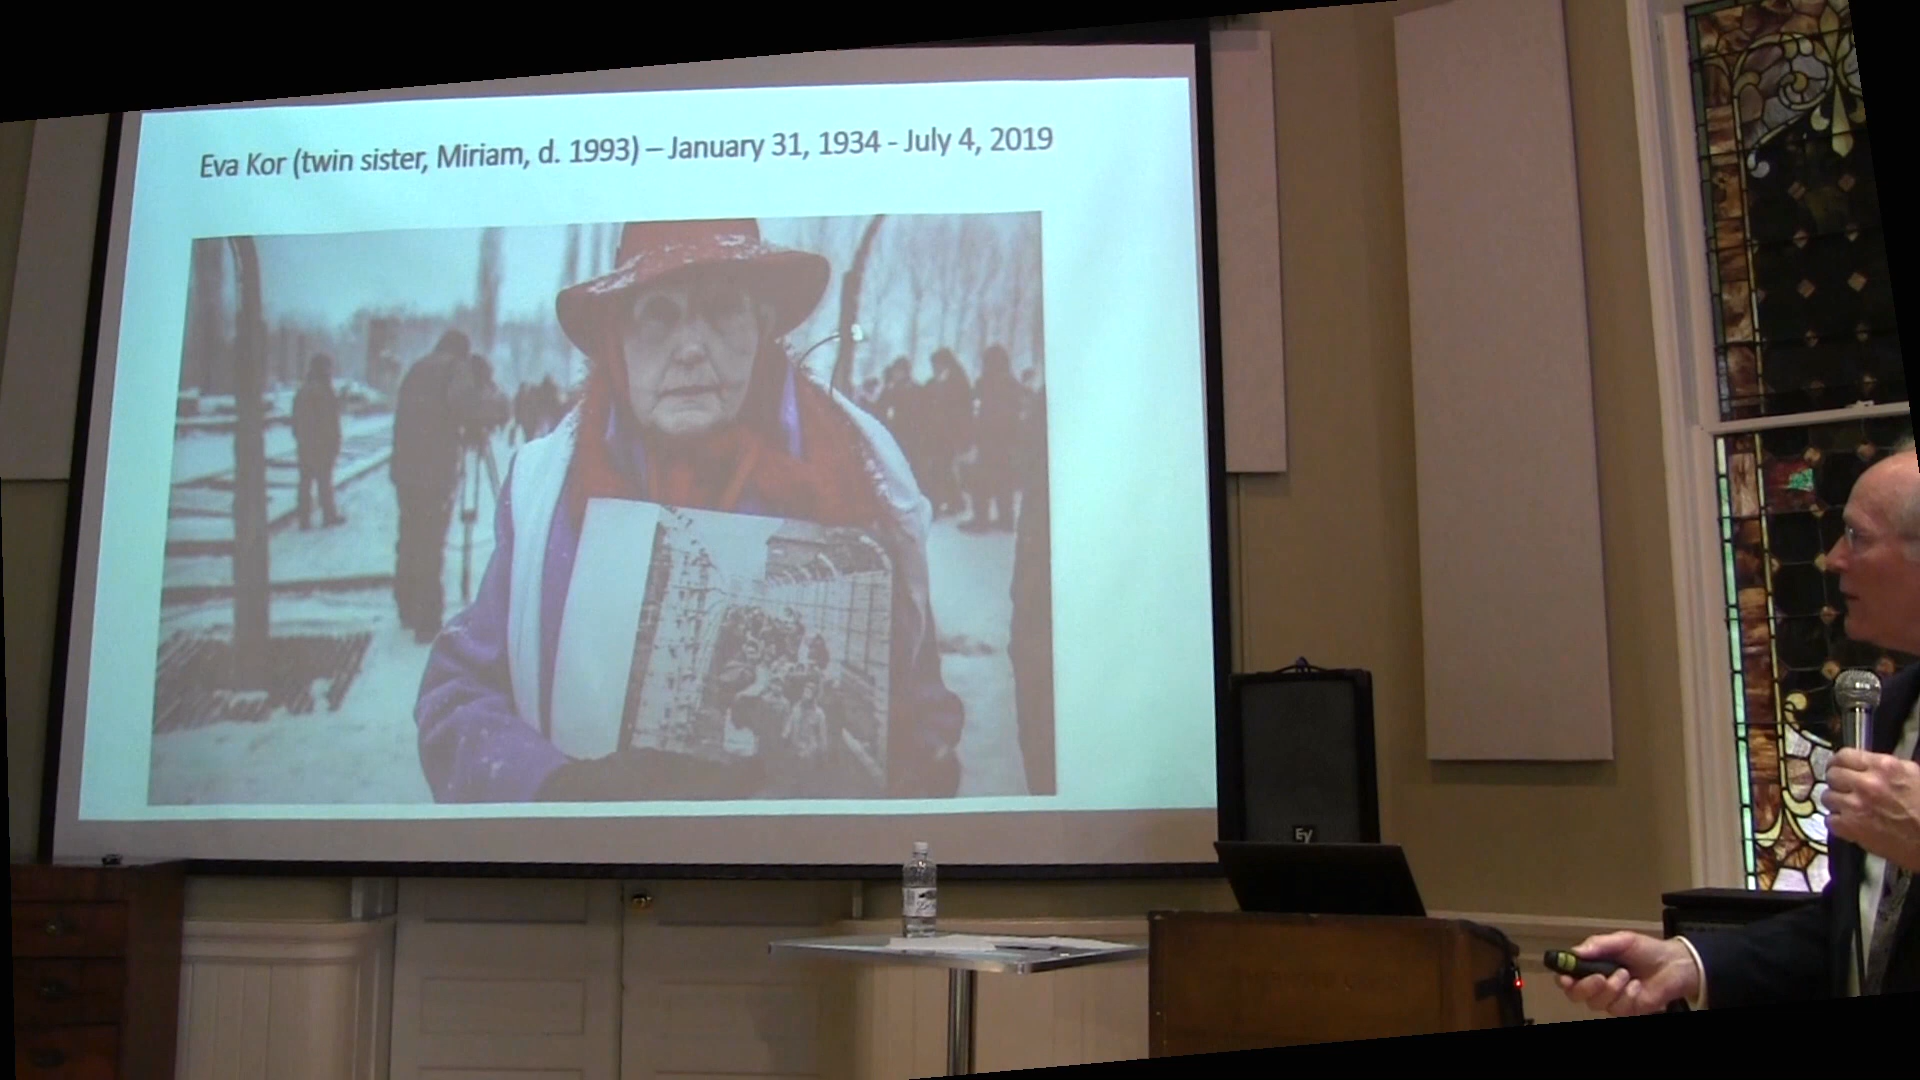 Eva Kor (twin sister, Miriam, d. 1993) – January 31, 1934 - July 4, 2019
EV